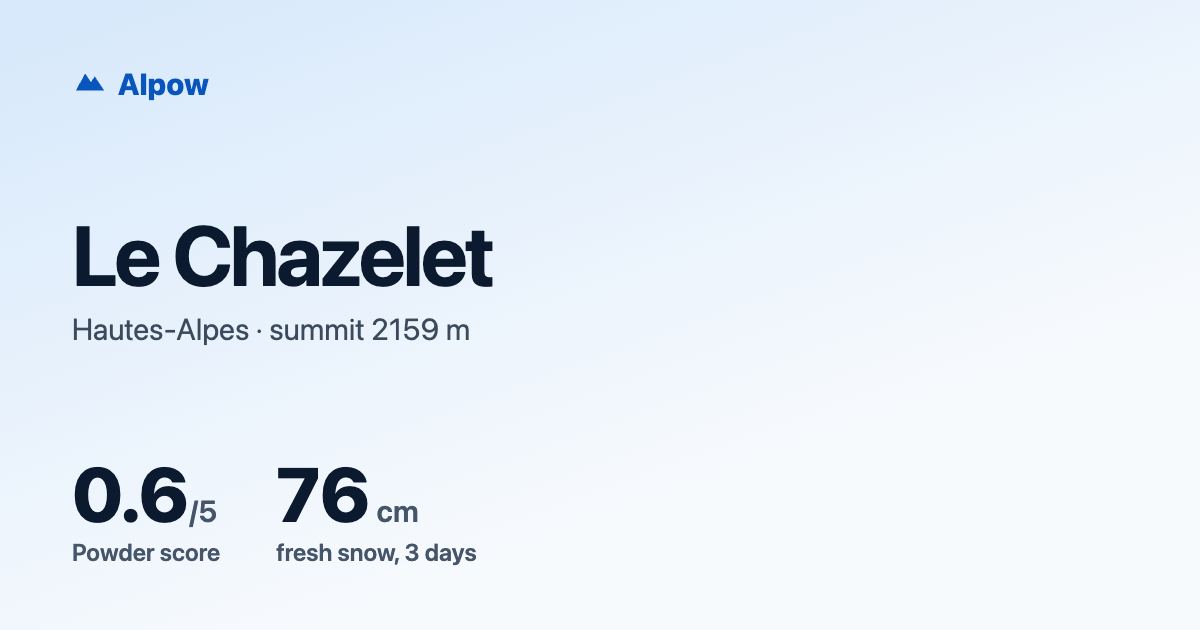 Alpow
Le Chazelet
Hautes-Alpes · summit 2159 m
0.6/5 76 cm
Powder score fresh snow, 3 days